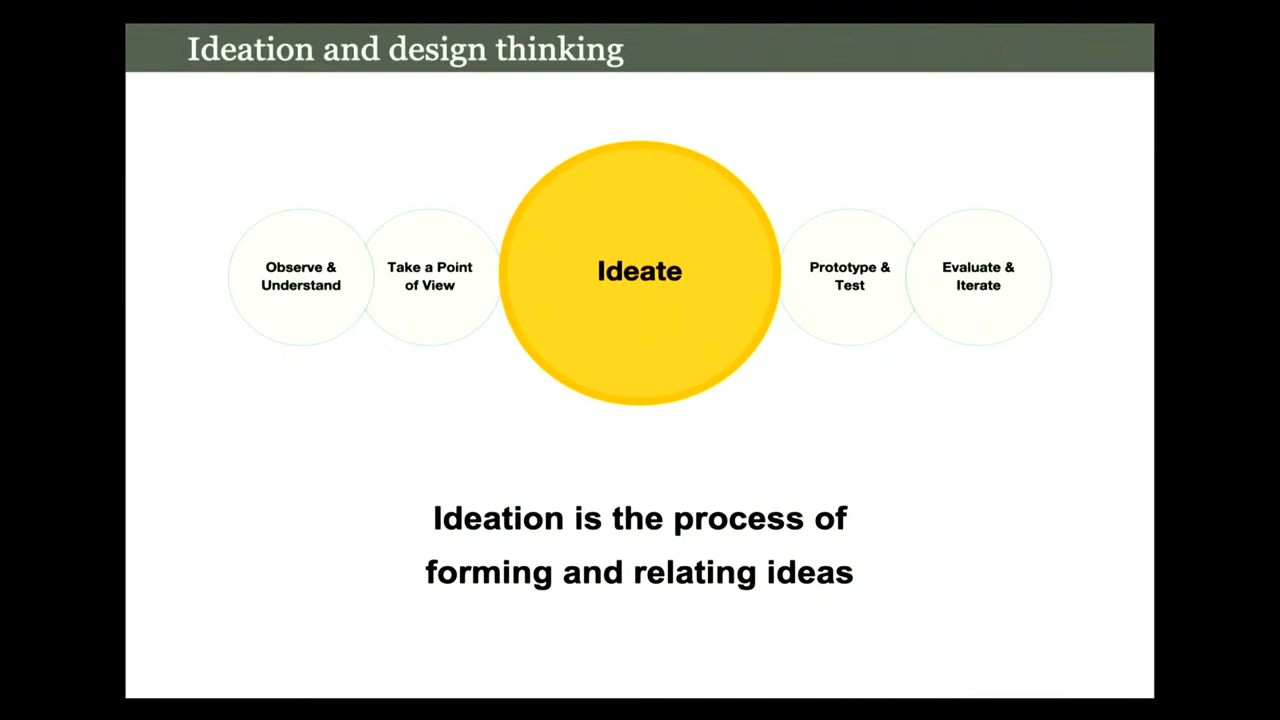 Ideation and design thinking
Observe &
Understand
Take a Point
of View
Ideate
Prototype &
Test
Evaluate &
Iterate
Ideation is the process of
forming and relating ideas